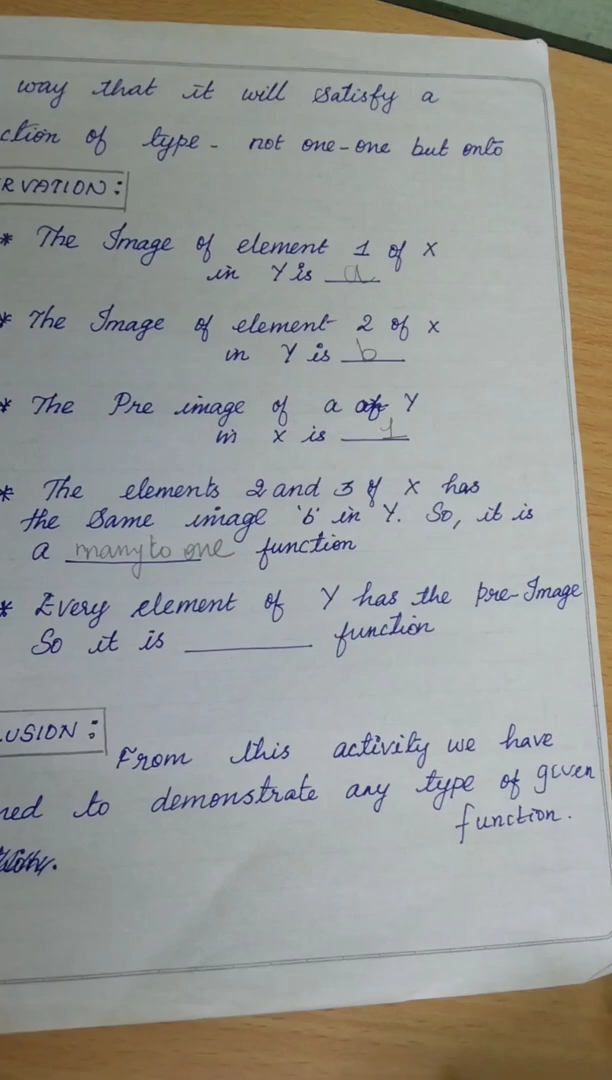 way that it will satisfy a
ction of type - not one-one but onto
RVATION:
* The Image of element 1 of X
in Y is a
* The Image of element 2 of X
in Y is b
* The Pre image of a of Y
in X is 1
* The elements 2 and 3 of X has
the same image 'b' in Y. So, it is
a many to one function
* Every element of Y has the pre-Image
So it is ______ function
LUSION:
From this activity we have
ned to demonstrate any type of given
function.